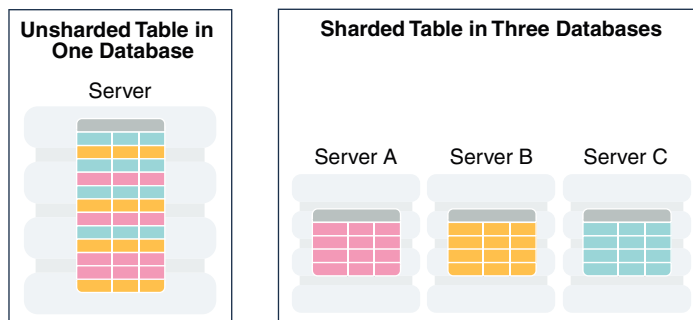 Unsharded Table in
One Database
Server
Sharded Table in Three Databases
Server A
Server B
Server C